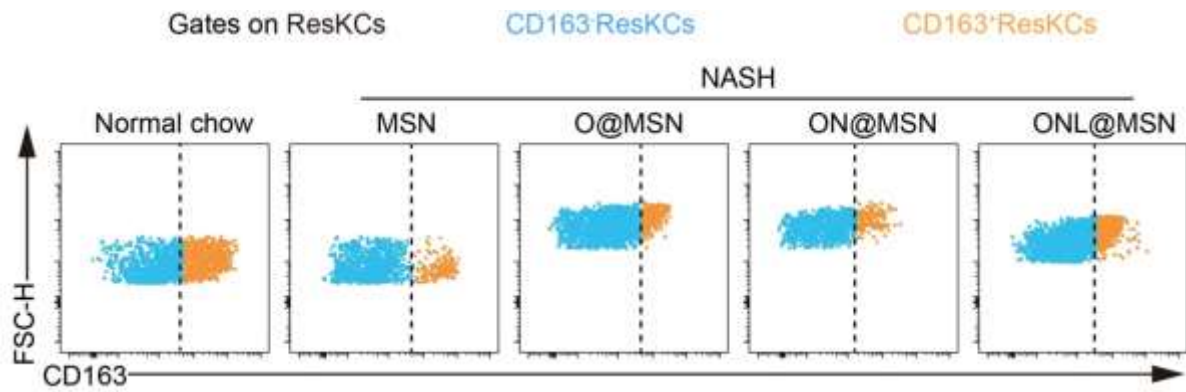 Gates on ResKCs CD163⁻ResKCs CD163⁺ResKCs
NASH
Normal chow MSN O@MSN ON@MSN ONL@MSN
FSC-H
CD163